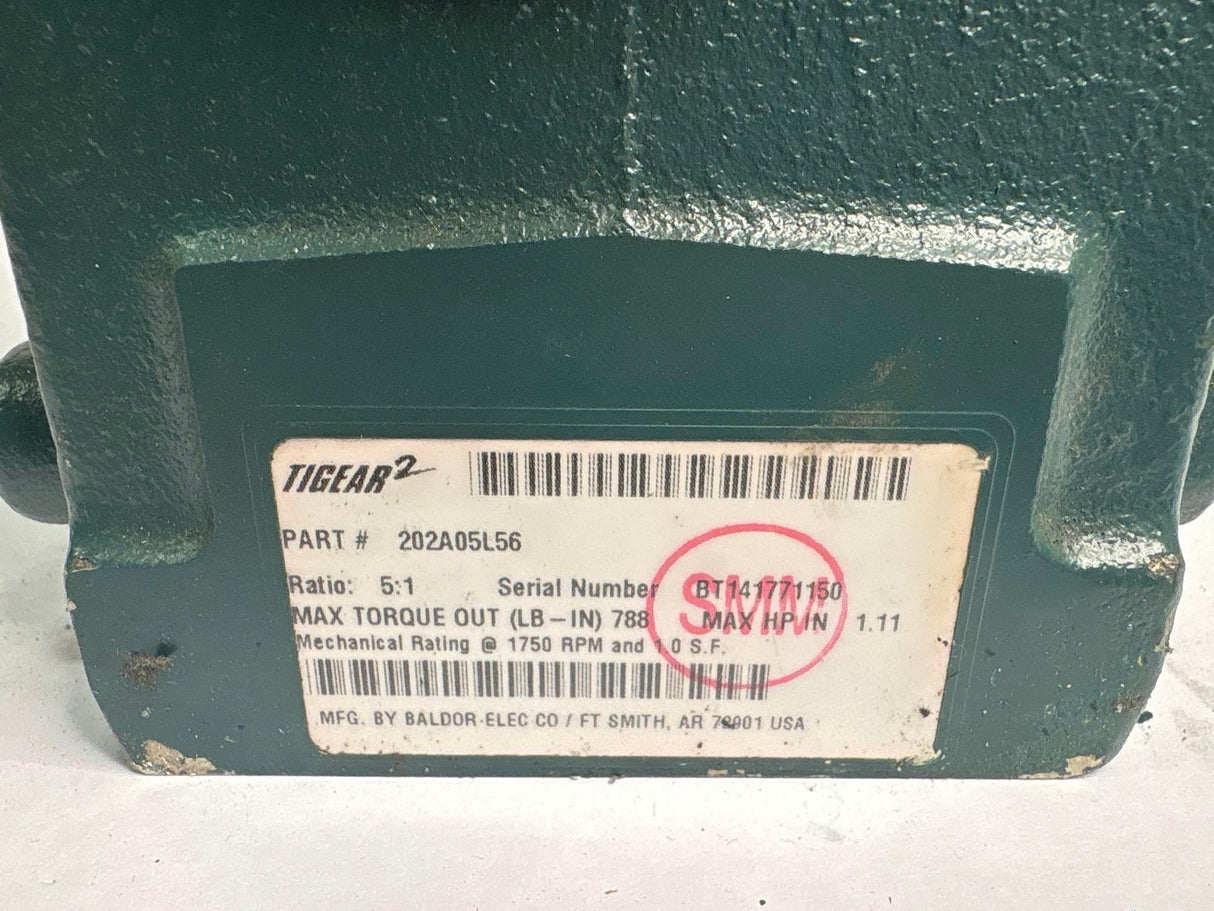 TIGEAR2
PART # 202A05L56
Ratio: 5:1 Serial Number BT141771150
MAX TORQUE OUT (LB-IN) 788 MAX HP IN 1.11
Mechanical Rating @ 1750 RPM and 1.0 S.F.
SMM
MFG. BY BALDOR ELEC CO / FT SMITH, AR 72901 USA